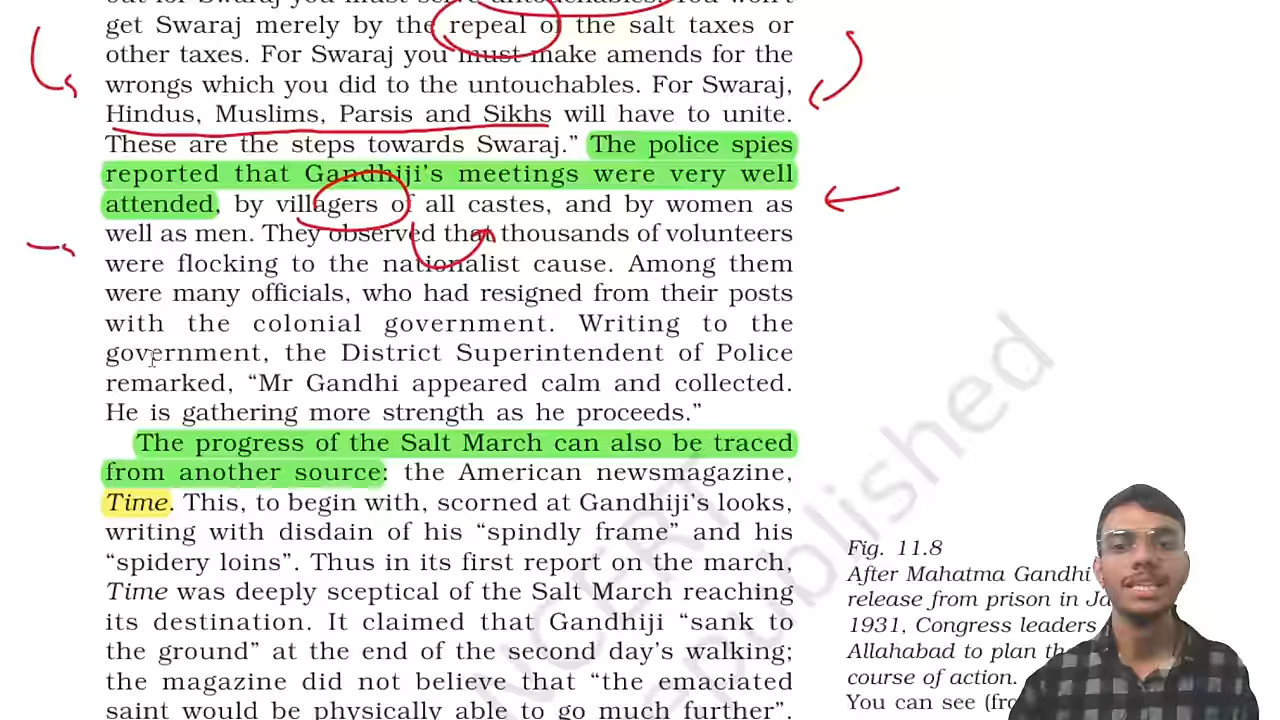 out for Swaraj you must serve untouchables. You won't
get Swaraj merely by the repeal of the salt taxes or
other taxes. For Swaraj you must make amends for the
wrongs which you did to the untouchables. For Swaraj,
Hindus, Muslims, Parsis and Sikhs will have to unite.
These are the steps towards Swaraj.” The police spies
reported that Gandhiji’s meetings were very well
attended, by villagers of all castes, and by women as
well as men. They observed that thousands of volunteers
were flocking to the nationalist cause. Among them
were many officials, who had resigned from their posts
with the colonial government. Writing to the
government, the District Superintendent of Police
remarked, “Mr Gandhi appeared calm and collected.
He is gathering more strength as he proceeds.”
The progress of the Salt March can also be traced
from another source: the American newsmagazine,
Time. This, to begin with, scorned at Gandhiji’s looks,
writing with disdain of his “spindly frame” and his
“spidery loins”. Thus in its first report on the march,
Time was deeply sceptical of the Salt March reaching
its destination. It claimed that Gandhiji “sank to
the ground” at the end of the second day’s walking;
the magazine did not believe that “the emaciated
saint would be physically able to go much further”.
NCERT
republished
Fig. 11.8
After Mahatma Gandhi
release from prison in
1931, Congress leaders
Allahabad to plan
course of action.
You can see